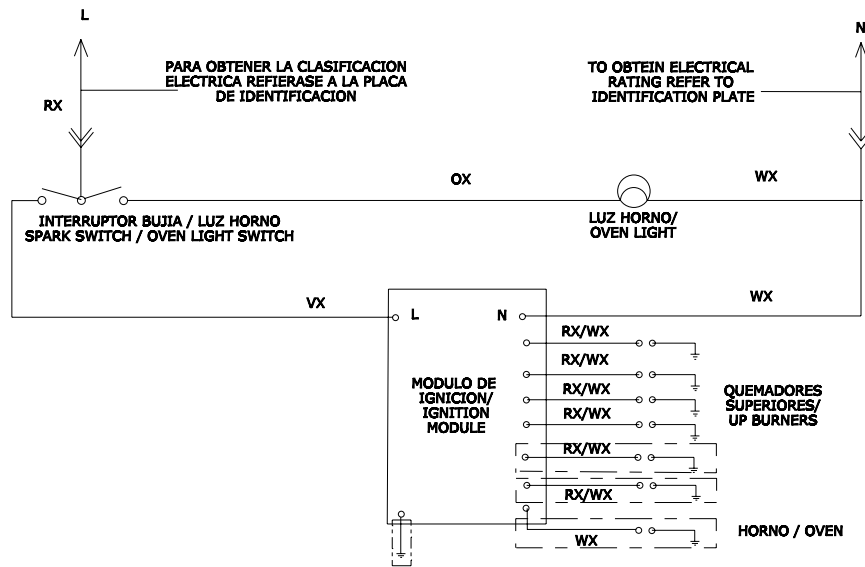 L
N
PARA OBTENER LA CLASIFICACION
ELECTRICA REFIERASE A LA PLACA
DE IDENTIFICACION
TO OBTEIN ELECTRICAL
RATING REFER TO
IDENTIFICATION PLATE
RX
OX
WX
INTERRUPTOR BUJIA / LUZ HORNO
SPARK SWITCH / OVEN LIGHT SWITCH
LUZ HORNO/
OVEN LIGHT
VX
WX
L
N
RX/WX
RX/WX
MODULO DE
IGNICION/
IGNITION
MODULE
RX/WX
RX/WX
QUEMADORES
SUPERIORES/
UP BURNERS
RX/WX
RX/WX
HORNO / OVEN
WX